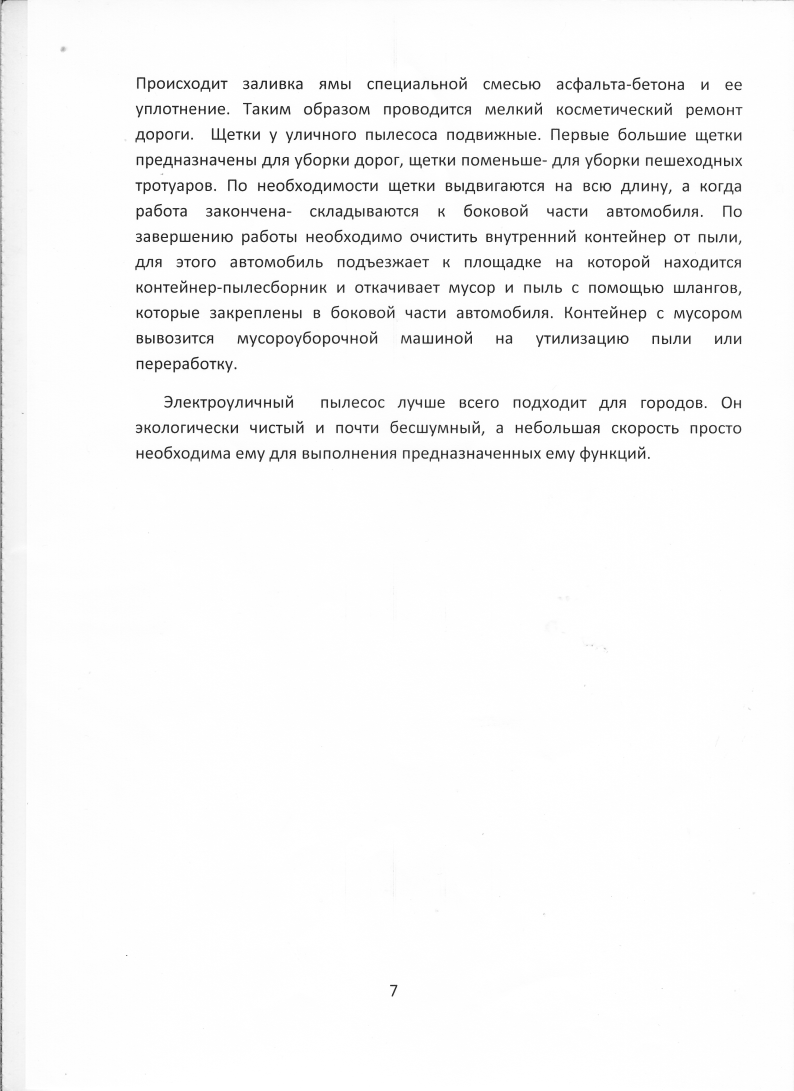 Происходит заливка ямы специальной смесью асфальта-бетона и ее
уплотнение. Таким образом проводится мелкий косметический ремонт
дороги. Щетки у уличного пылесоса подвижные. Первые большие щетки
предназначены для уборки дорог, щетки поменьше- для уборки пешеходных
тротуаров. По необходимости щетки выдвигаются на всю длину, а когда
работа закончена- складываются к боковой части автомобиля. По
завершению работы необходимо очистить внутренний контейнер от пыли,
для этого автомобиль подъезжает к площадке на которой находится
контейнер-пылесборник и откачивает мусор и пыль с помощью шлангов,
которые закреплены в боковой части автомобиля. Контейнер с мусором
вывозится мусороуборочной машиной на утилизацию пыли или
переработку.
Электроуличный пылесос лучше всего подходит для городов. Он
экологически чистый и почти бесшумный, а небольшая скорость просто
необходима ему для выполнения предназначенных ему функций.
7